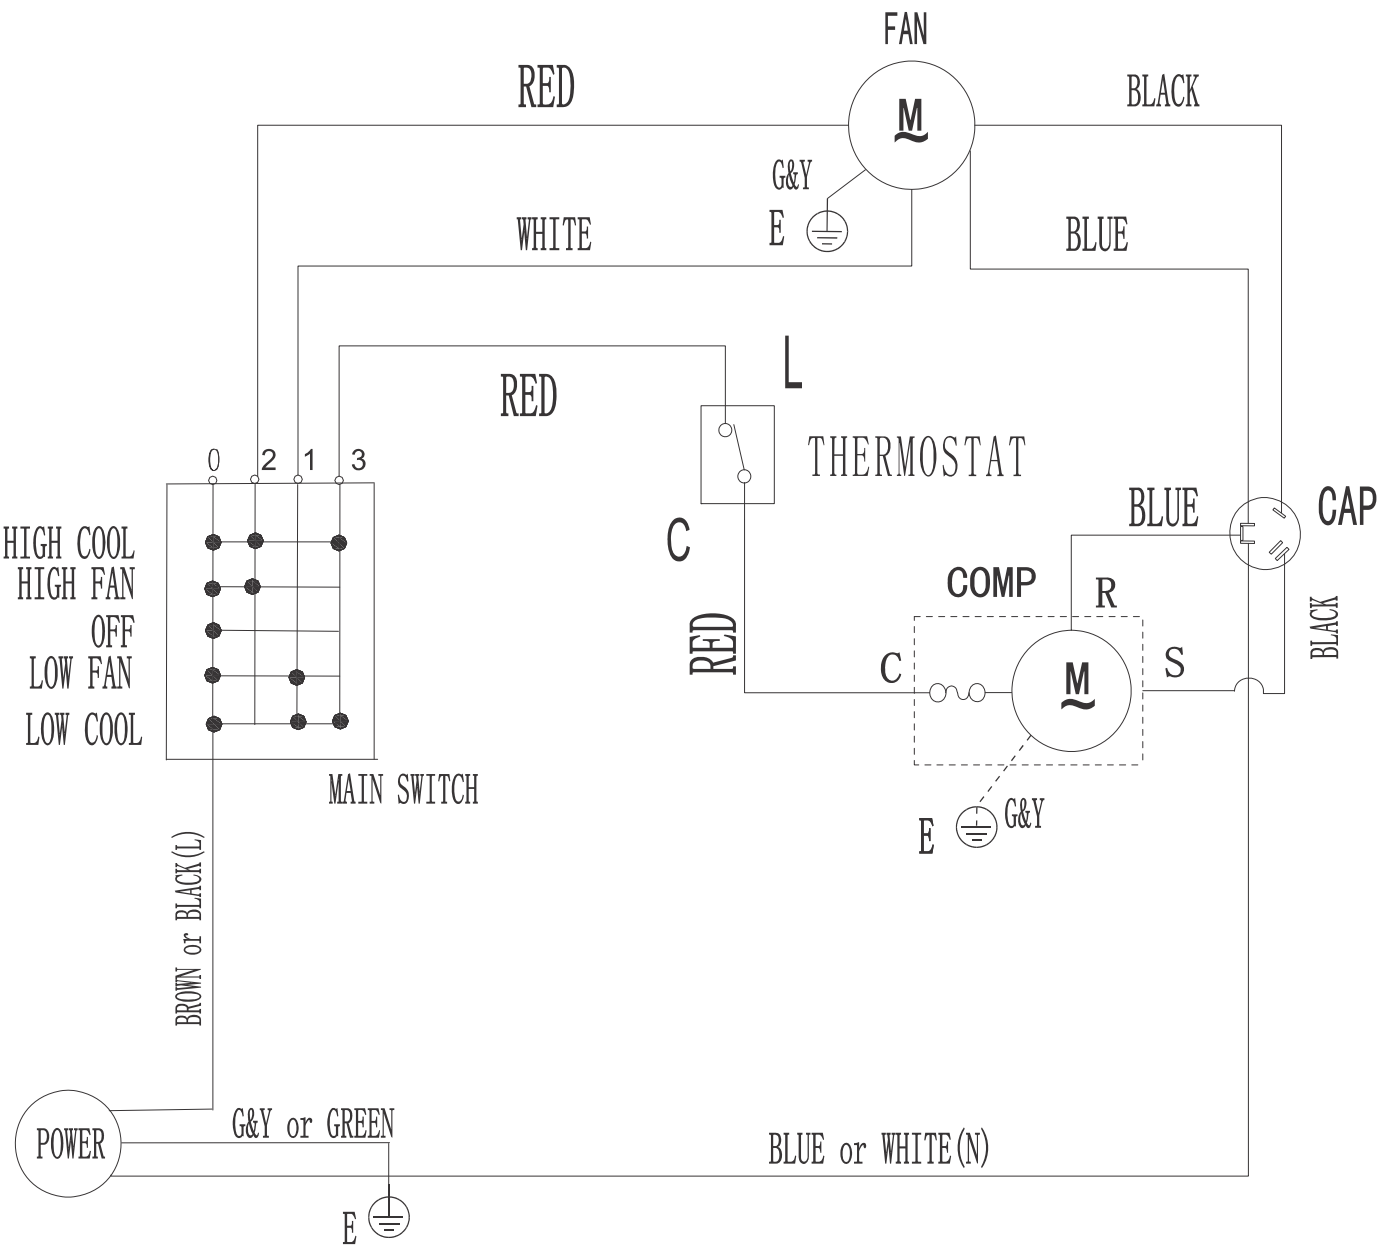 FAN
RED
BLACK
M
G&Y
E
WHITE
BLUE
L
RED
THERMOSTAT
0 2 1 3
CAP
BLUE
C
HIGH COOL
HIGH FAN
OFF
LOW FAN
LOW COOL
COMP
R
BLACK
RED
C
M
S
MAIN SWITCH
E
G&Y
BROWN or BLACK(L)
POWER
G&Y or GREEN
BLUE or WHITE(N)
E